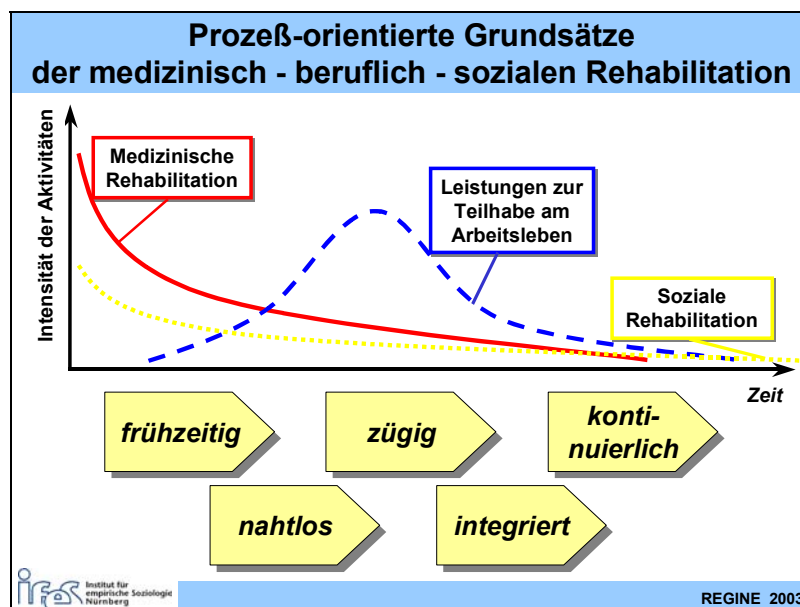 Prozeß-orientierte Grundsätze
der medizinisch - beruflich - sozialen Rehabilitation
Intensität der Aktivitäten
Medizinische
Rehabilitation
Leistungen zur
Teilhabe am
Arbeitsleben
Soziale
Rehabilitation
Zeit
frühzeitig
zügig
konti-
nuierlich
nahtlos
integriert
ifes Institut für
empirische Soziologie
Nürnberg
REGINE 2003